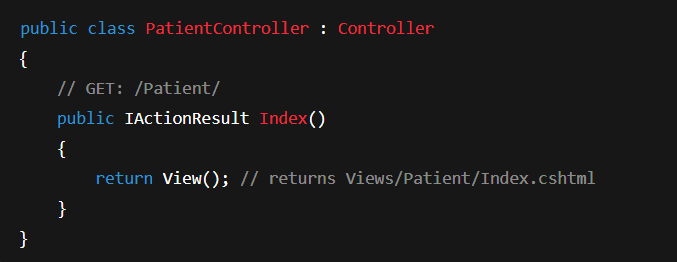 public class PatientController : Controller
{
// GET: /Patient/
public IActionResult Index()
{
return View(); // returns Views/Patient/Index.cshtml
}
}